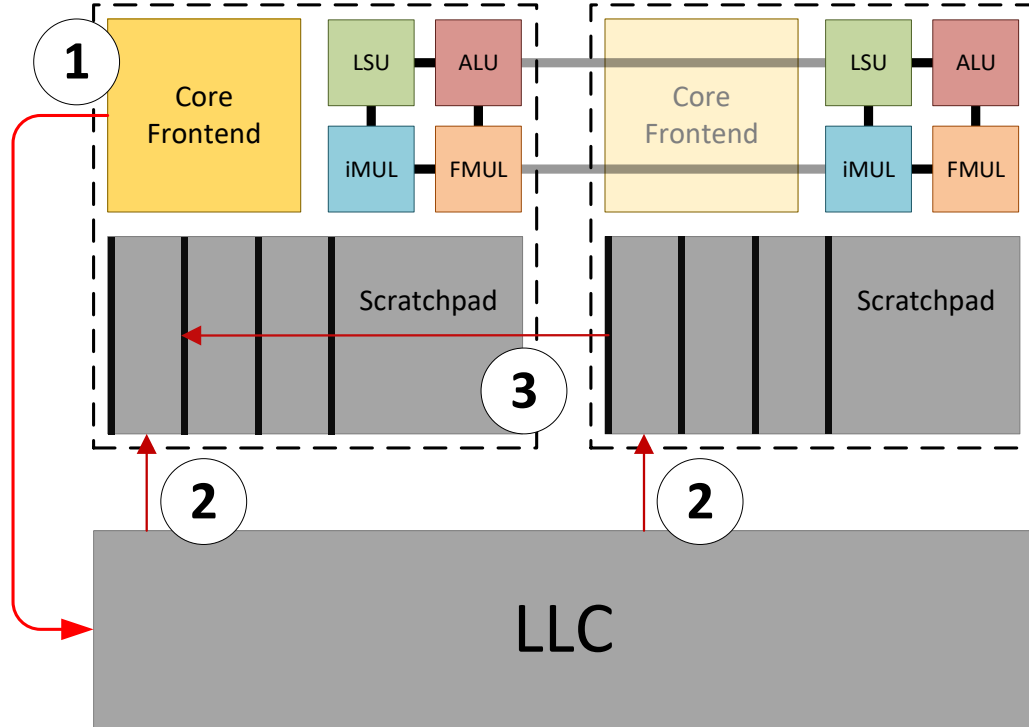 1
Core
Frontend
LSU
ALU
iMUL
FMUL
Core
Frontend
LSU
ALU
iMUL
FMUL
Scratchpad
Scratchpad
3
2
2
LLC